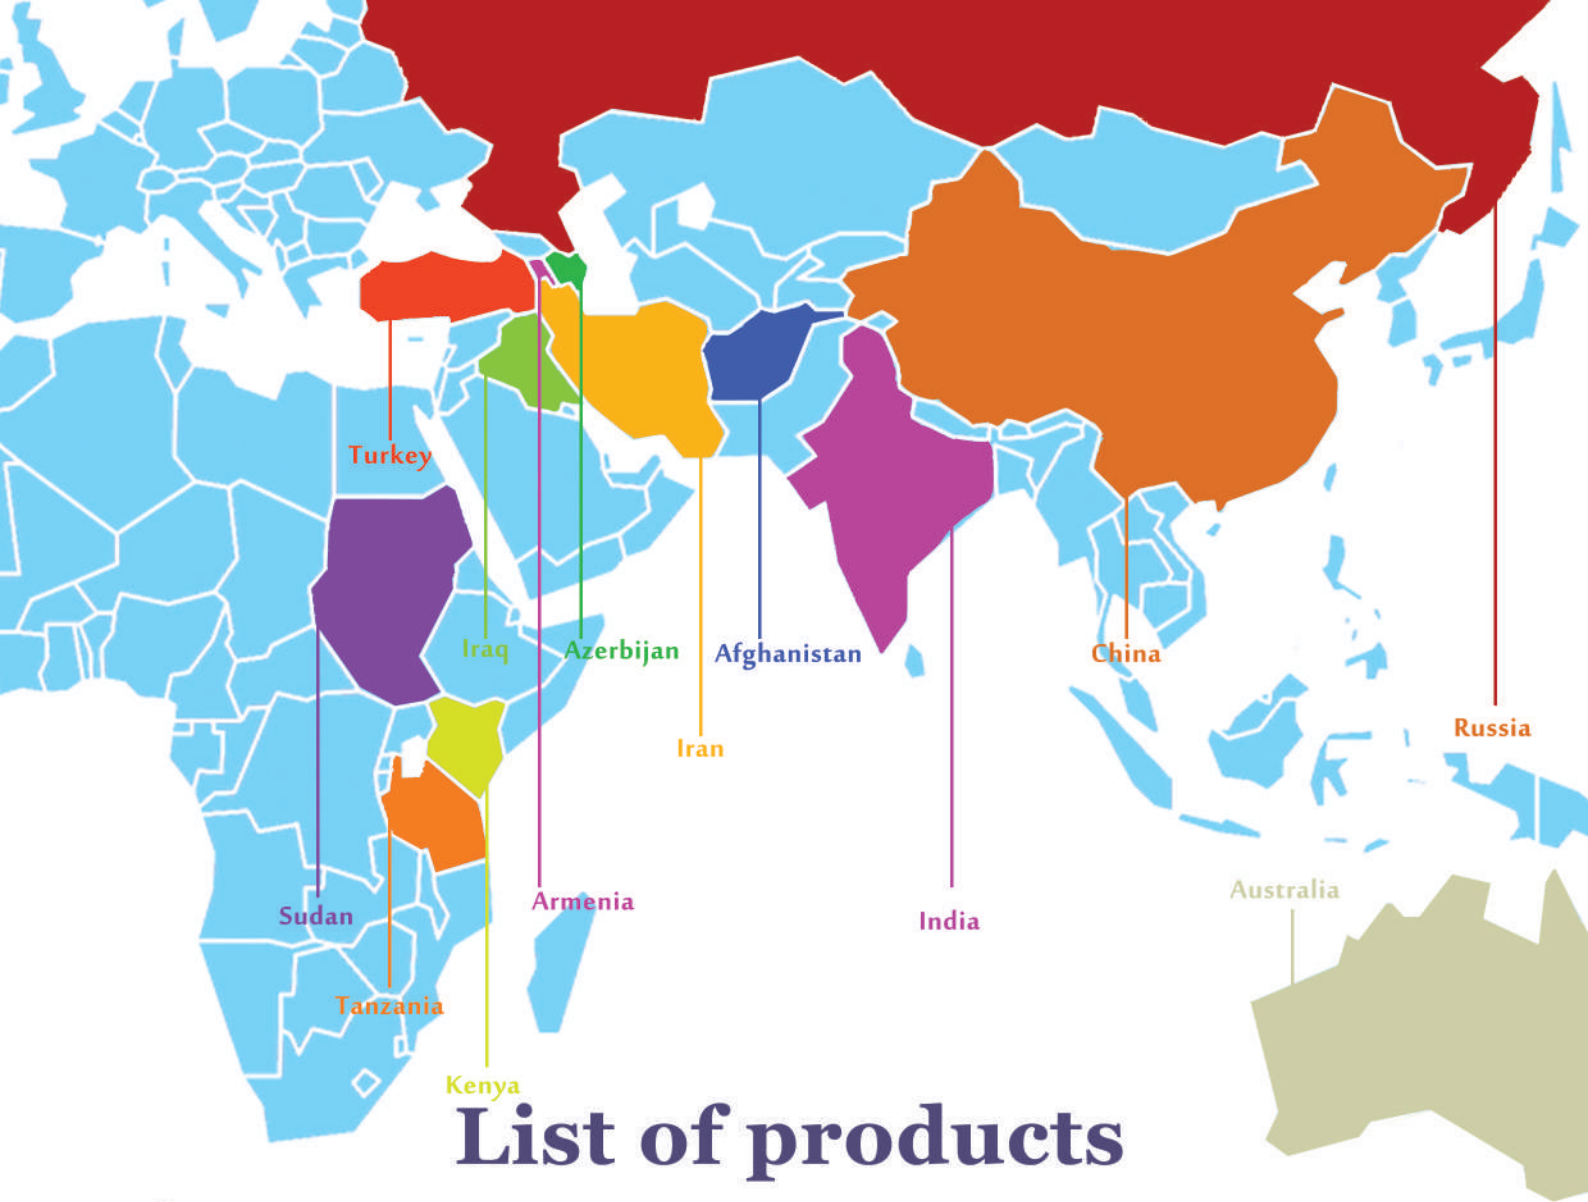 Turkey
Iraq
Azerbijan
Afghanistan
China
Russia
Iran
Australia
Armenia
Sudan
India
Tanzania
Kenya
List of products